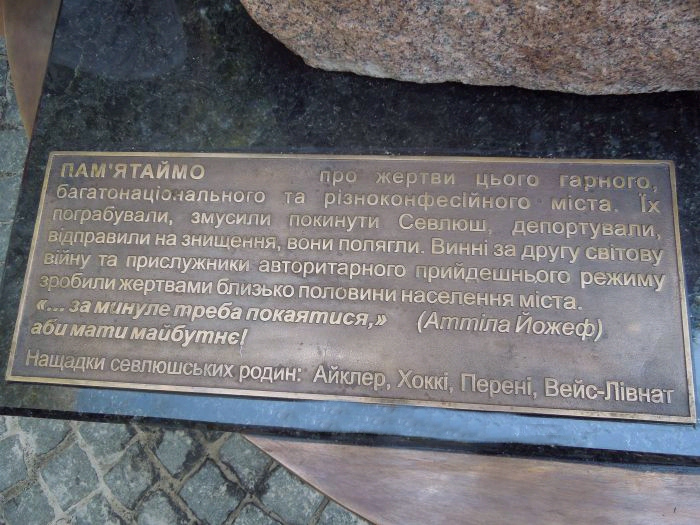 ПАМ'ЯТАЙМО про жертви цього гарного,
багатонаціонального та різноконфесійного міста. Їх
пограбували, змусили покинути Севлюш, депортували,
відправили на знищення, вони полягли. Винні за другу світову
війну та прислужники авторитарного прийдешнього режиму
зробили жертвами близько половини населення міста.
«... за минуле треба покаятися,» (Аттіла Йожеф)
аби мати майбутнє!
Нащадки севлюшських родин: Айклер, Хоккі, Перені, Вейс-Лівнат